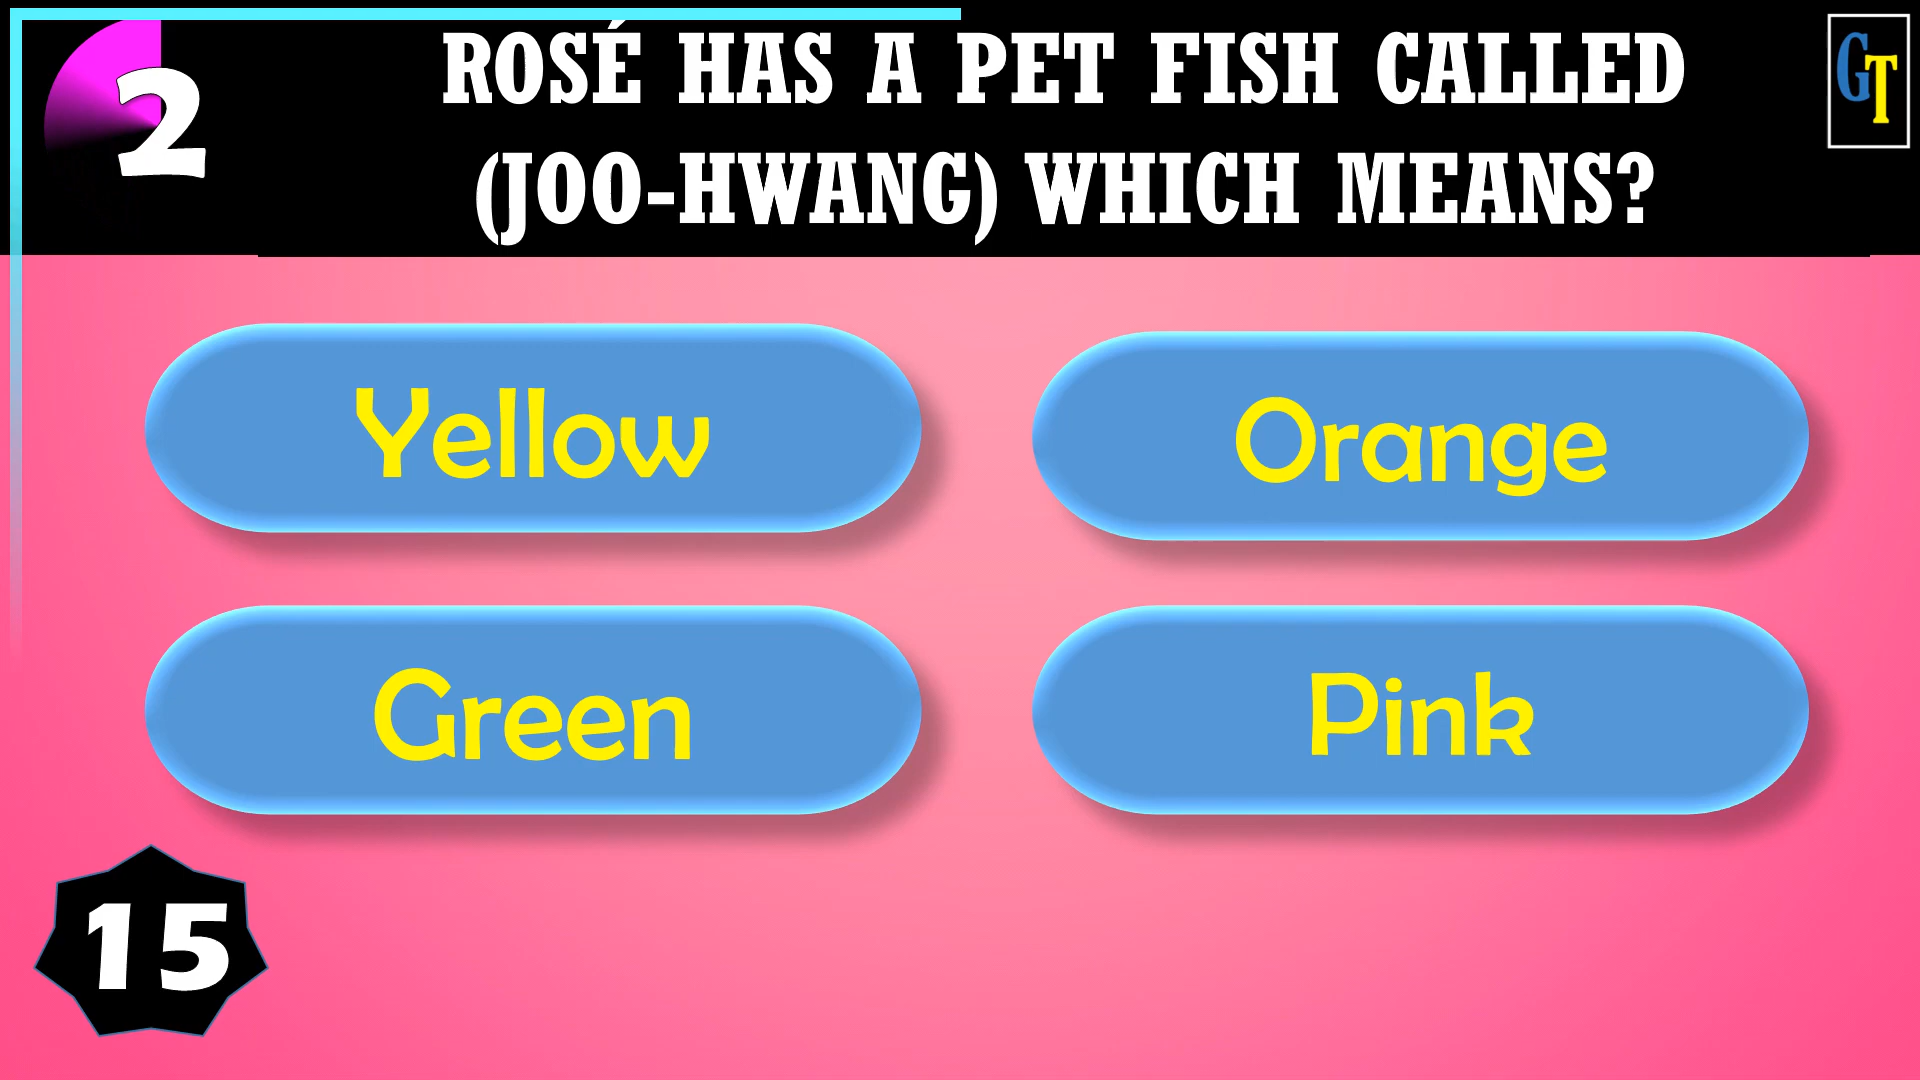 2
ROSÉ HAS A PET FISH CALLED
(JOO-HWANG) WHICH MEANS?
GT
Yellow
Orange
Green
Pink
15